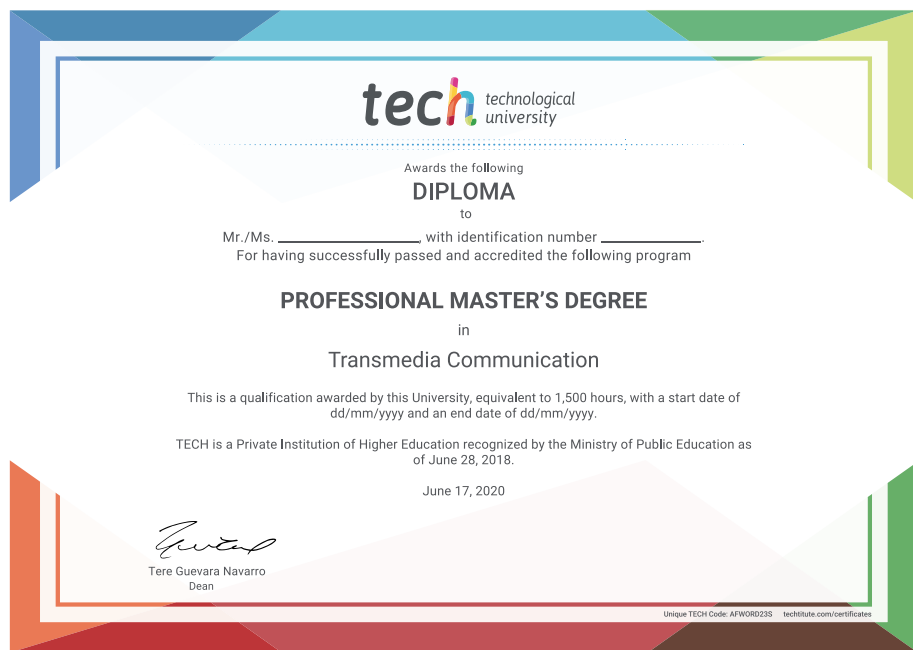 tech technological
university
Awards the following
DIPLOMA
to
Mr./Ms. ________________, with identification number ____________.
For having successfully passed and accredited the following program
PROFESSIONAL MASTER'S DEGREE
in
Transmedia Communication
This is a qualification awarded by this University, equivalent to 1,500 hours, with a start date of
dd/mm/yyyy and an end date of dd/mm/yyyy.
TECH is a Private Institution of Higher Education recognized by the Ministry of Public Education as
of June 28, 2018.
June 17, 2020
Tere Guevara Navarro
Dean
Unique TECH Code: AFWORD23S techtitute.com/certificates